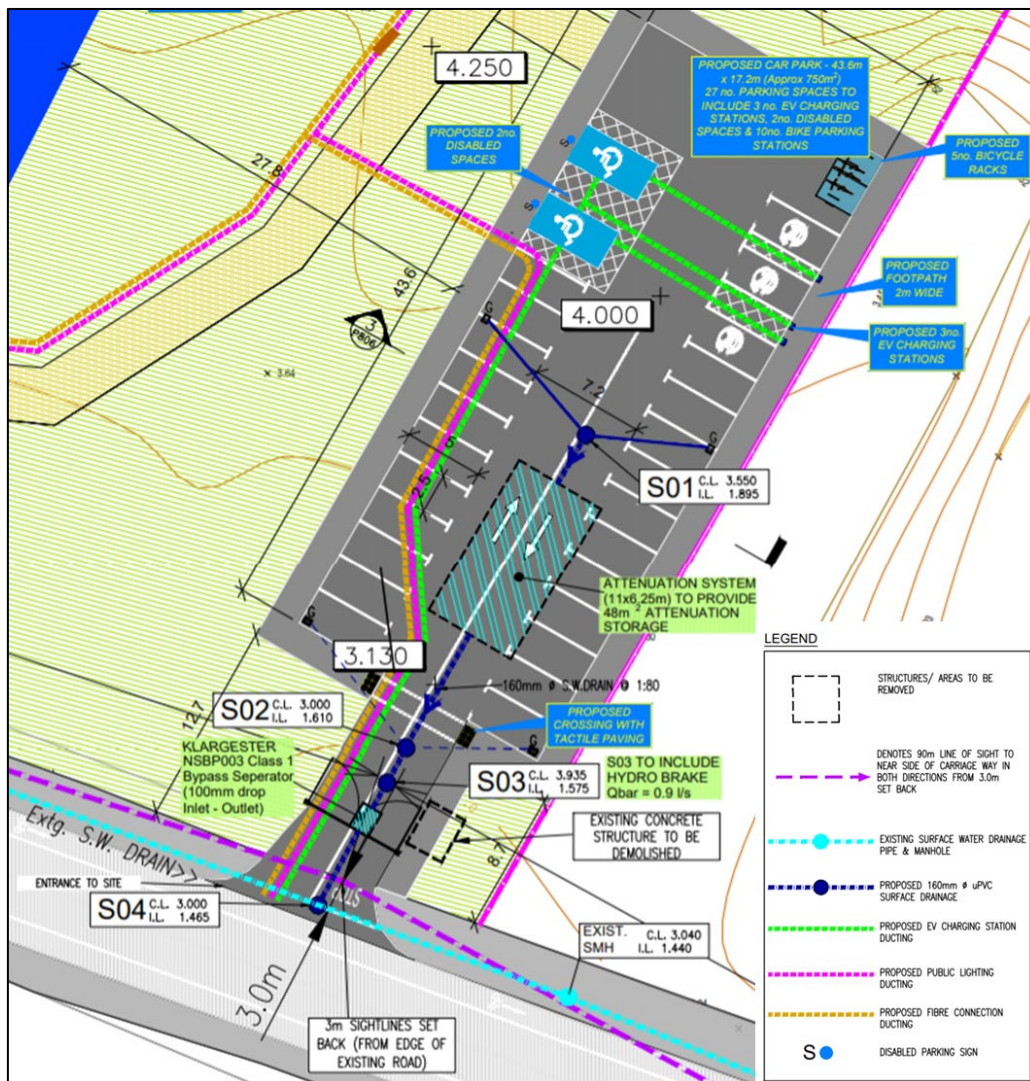 4.250
PROPOSED CAR PARK - 43.6m
x 17.2m (Approx 750m²)
27 no. PARKING SPACES TO
INCLUDE 3 no. EV CHARGING
STATIONS, 2no. DISABLED
SPACES & 10no. BIKE PARKING
STATIONS
PROPOSED 2no.
DISABLED
SPACES
S
S
PROPOSED
5no. BICYCLE
RACKS
27.8
43.6
PROPOSED
FOOTPATH
2m WIDE
4.000
3
P806
G
PROPOSED 3no.
EV CHARGING
STATIONS
3.64
7.2
5
2.5
G
S01 C.L. 3.550
I.L. 1.895
ATTENUATION SYSTEM
(11x6.25m) TO PROVIDE
48m² ATTENUATION
STORAGE
G
3.130
160mm ø S.W.DRAIN @ 1:80
12.7
S02 C.L. 3.000
I.L. 1.610
PROPOSED
CROSSING WITH
TACTILE PAVING
G
KLARGESTER
NSBP003 Class 1
Bypass Seperator
(100mm drop
Inlet - Outlet)
S03 C.L. 3.935
I.L. 1.575
S03 TO INCLUDE
HYDRO BRAKE
Qbar = 0.9 l/s
EXISTING CONCRETE
STRUCTURE TO BE
DEMOLISHED
8.7
Extg. S.W. DRAIN>>
ENTRANCE TO SITE
S04 C.L. 3.000
I.L. 1.465
STOP
EXIST.
SMH
C.L. 3.040
I.L. 1.440
3.0m
3m SIGHTLINES SET
BACK (FROM EDGE OF
EXISTING ROAD)
LEGEND
STRUCTURES/ AREAS TO BE
REMOVED
DENOTES 90m LINE OF SIGHT TO
NEAR SIDE OF CARRIAGE WAY IN
BOTH DIRECTIONS FROM 3.0m
SET BACK
EXISTING SURFACE WATER DRAINAGE
PIPE & MANHOLE
PROPOSED 160mm ø uPVC
SURFACE DRAINAGE
PROPOSED EV CHARGING STATION
DUCTING
PROPOSED PUBLIC LIGHTING
DUCTING
PROPOSED FIBRE CONNECTION
DUCTING
S
DISABLED PARKING SIGN